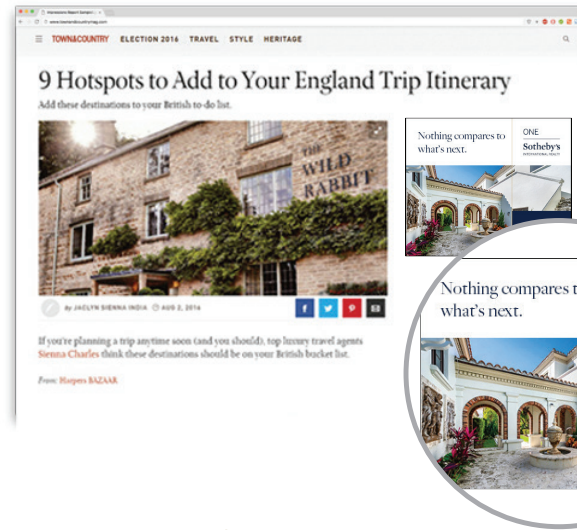 www.townandcountrymag.com
TOWN&COUNTRY ELECTION 2016 TRAVEL STYLE HERITAGE
9 Hotspots to Add to Your England Trip Itinerary
Add these destinations to your British to-do list.
THE
WILD
RABBIT
by JACLYN SIENNA INDIA AUG 2, 2016
If you're planning a trip anytime soon (and you should), top luxury travel agents
Sienna Charles think these destinations should be on your British bucket list.
From: Harpers BAZAAR
Nothing compares to
what's next.
ONE
Sotheby's
INTERNATIONAL REALTY
Nothing compares t
what's next.